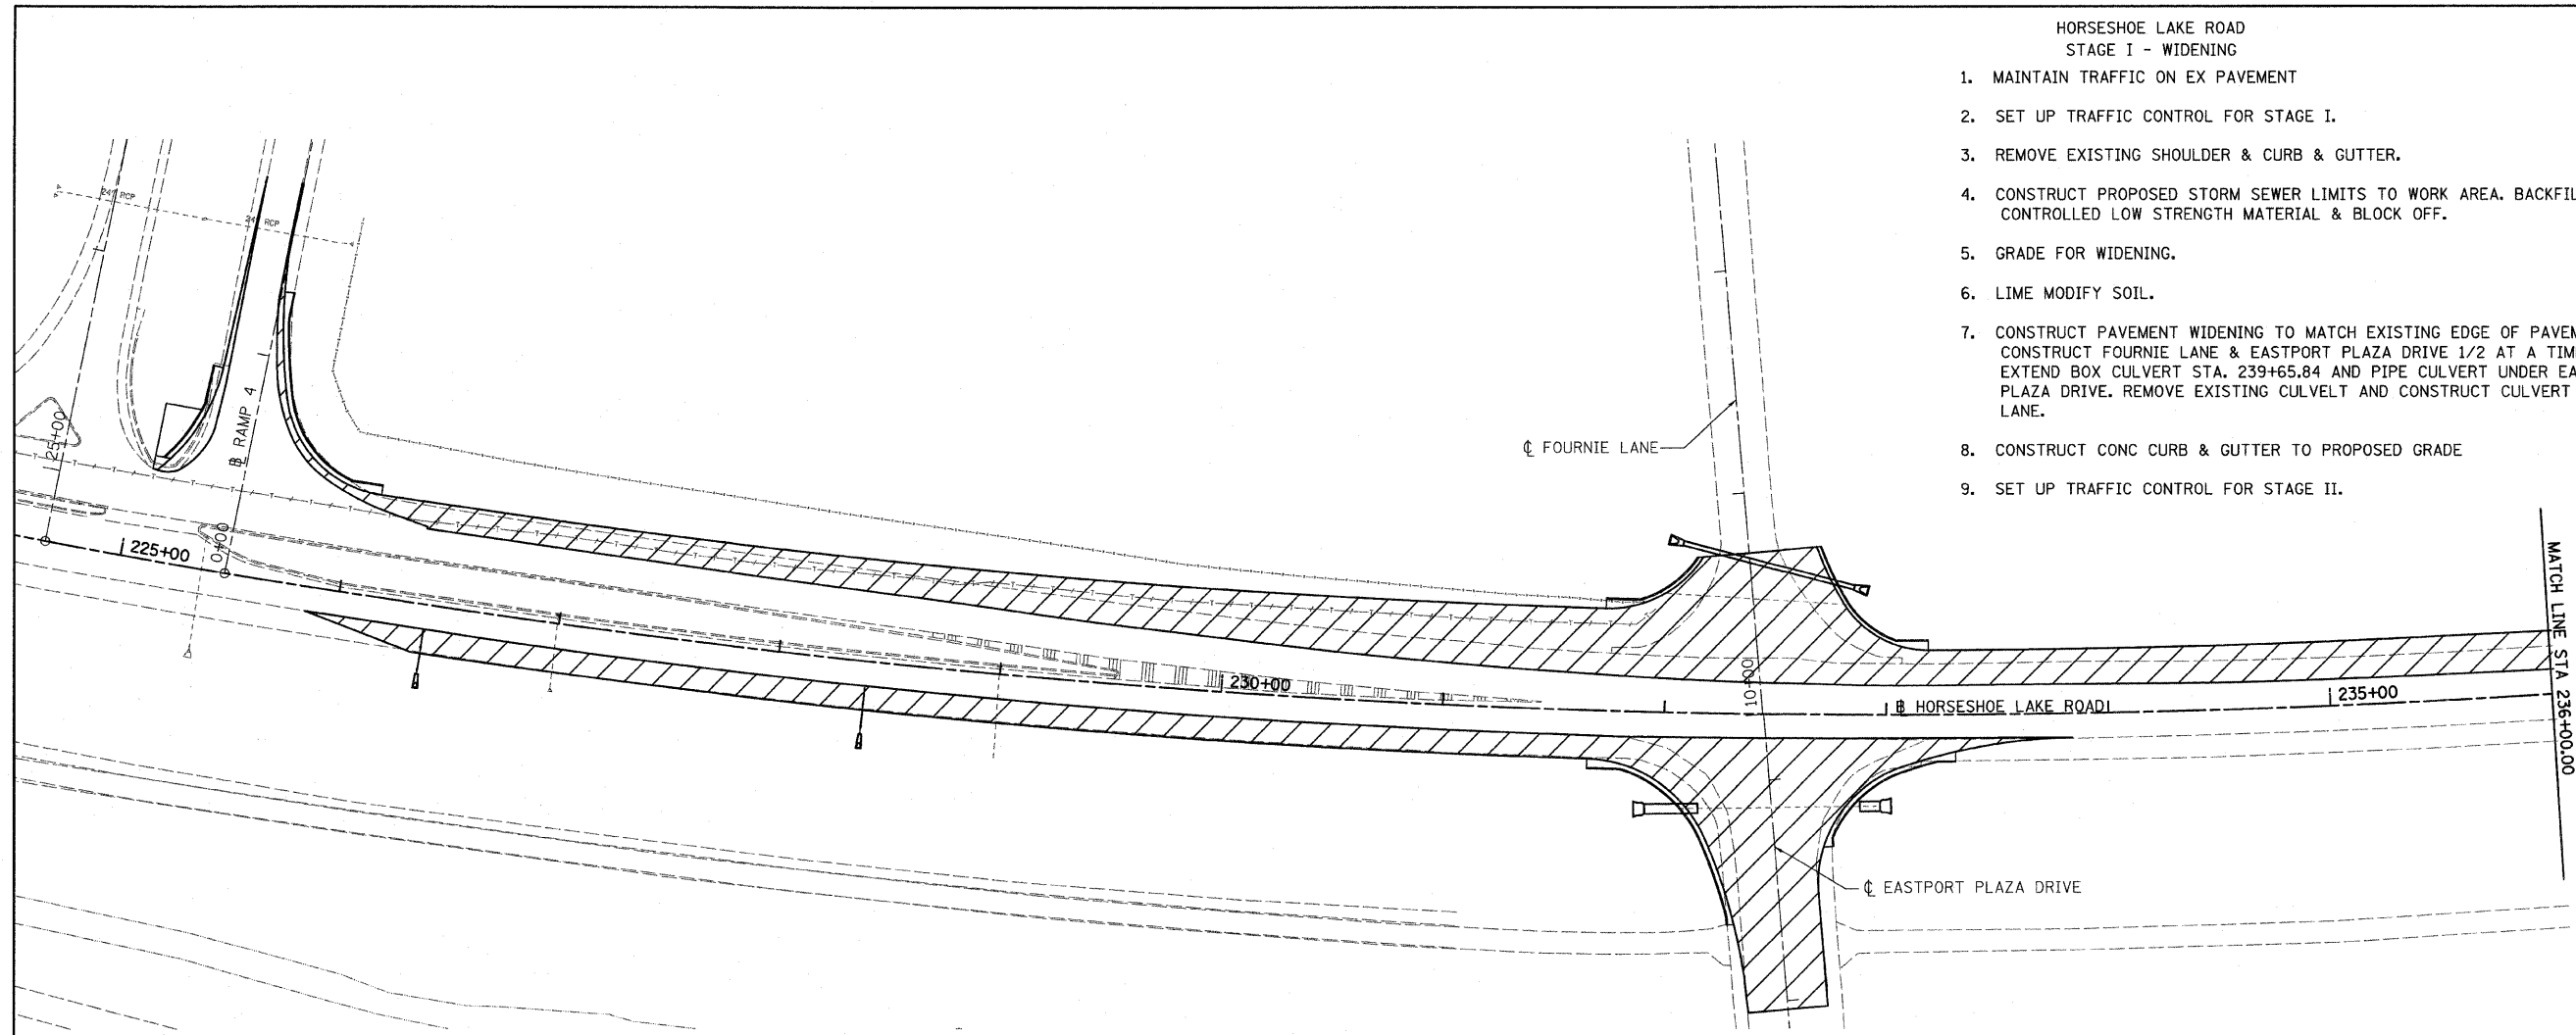 HORSESHOE LAKE ROAD
STAGE I - WIDENING
1. MAINTAIN TRAFFIC ON EX PAVEMENT
2. SET UP TRAFFIC CONTROL FOR STAGE I.
3. REMOVE EXISTING SHOULDER & CURB & GUTTER.
4. CONSTRUCT PROPOSED STORM SEWER LIMITS TO WORK AREA. BACKFIL
CONTROLLED LOW STRENGTH MATERIAL & BLOCK OFF.
5. GRADE FOR WIDENING.
6. LIME MODIFY SOIL.
7. CONSTRUCT PAVEMENT WIDENING TO MATCH EXISTING EDGE OF PAVEM
CONSTRUCT FOURNIE LANE & EASTPORT PLAZA DRIVE 1/2 AT A TIM
EXTEND BOX CULVERT STA. 239+65.84 AND PIPE CULVERT UNDER EA
PLAZA DRIVE. REMOVE EXISTING CULVELT AND CONSTRUCT CULVERT
LANE.
8. CONSTRUCT CONC CURB & GUTTER TO PROPOSED GRADE
9. SET UP TRAFFIC CONTROL FOR STAGE II.
24" RCP
24" RCP
25+00
℄ RAMP 4
0+00
225+00
℄ FOURNIE LANE
230+00
10+00
℄ HORSESHOE LAKE ROAD
235+00
MATCH LINE STA 236+00.00
℄ EASTPORT PLAZA DRIVE